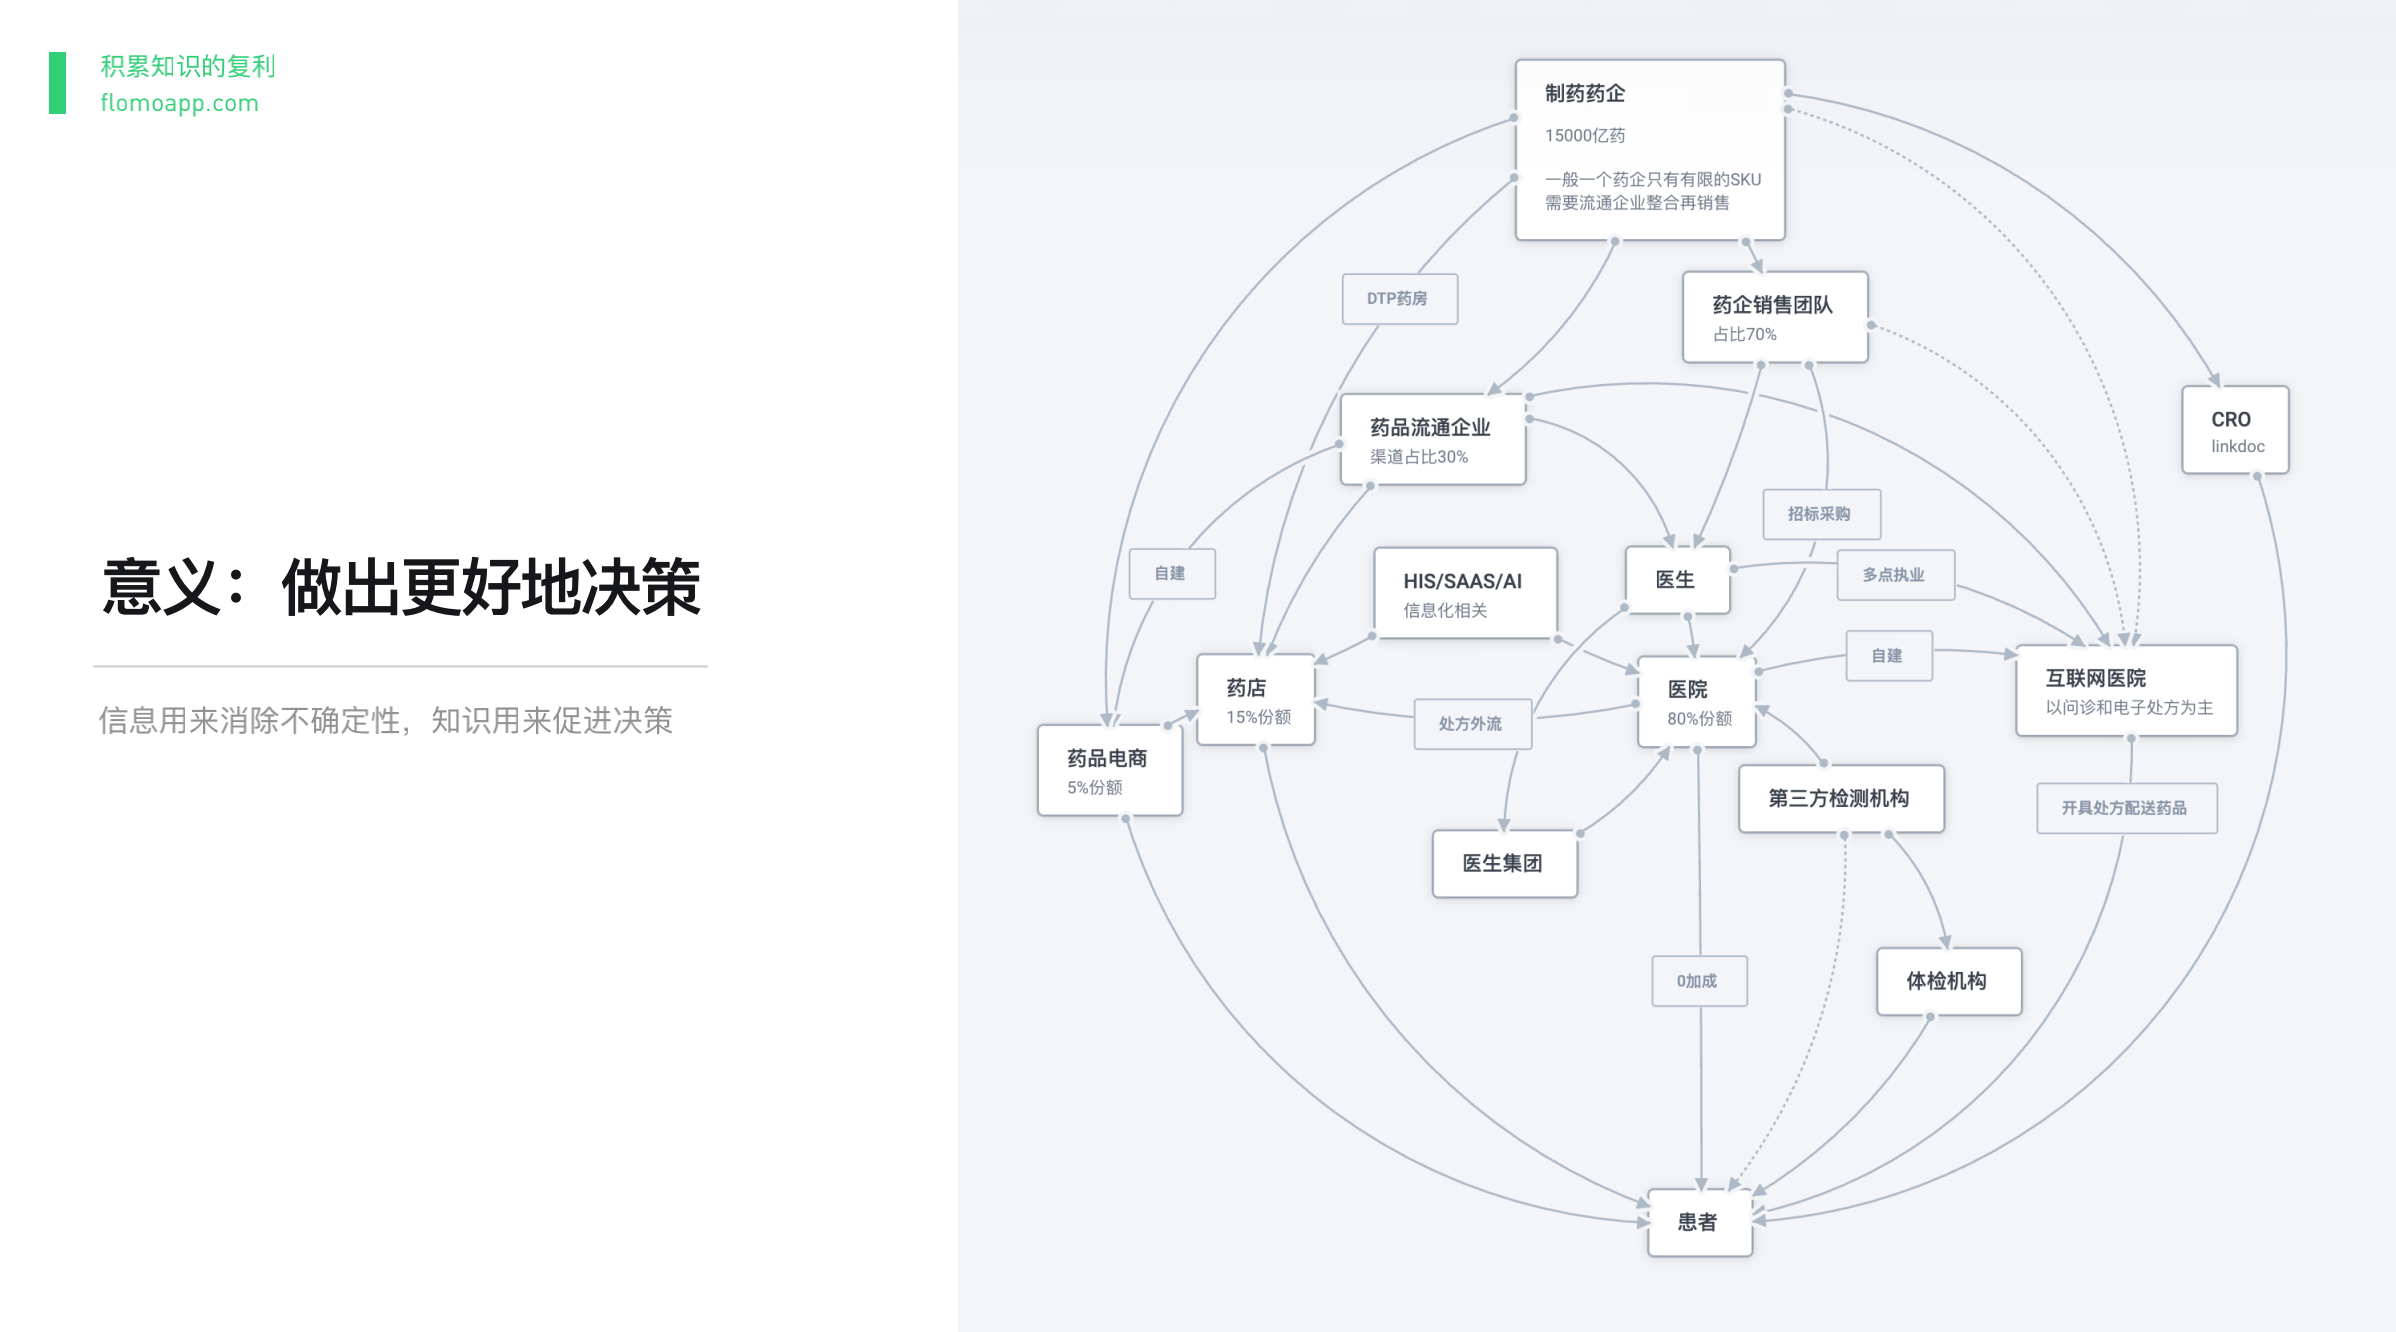 积累知识的复利
flomoapp.com
意义：做出更好地决策
信息用来消除不确定性，知识用来促进决策
制药药企
15000亿药
一般一个药企只有有限的SKU
需要流通企业整合再销售
DTP药房
药企销售团队
占比70%
药品流通企业
渠道占比30%
CRO
linkdoc
招标采购
自建
HIS/SAAS/AI
信息化相关
医生
多点执业
自建
药店
15%份额
医院
80%份额
互联网医院
以问诊和电子处方为主
处方外流
药品电商
5%份额
第三方检测机构
开具处方配送药品
医生集团
0加成
体检机构
患者